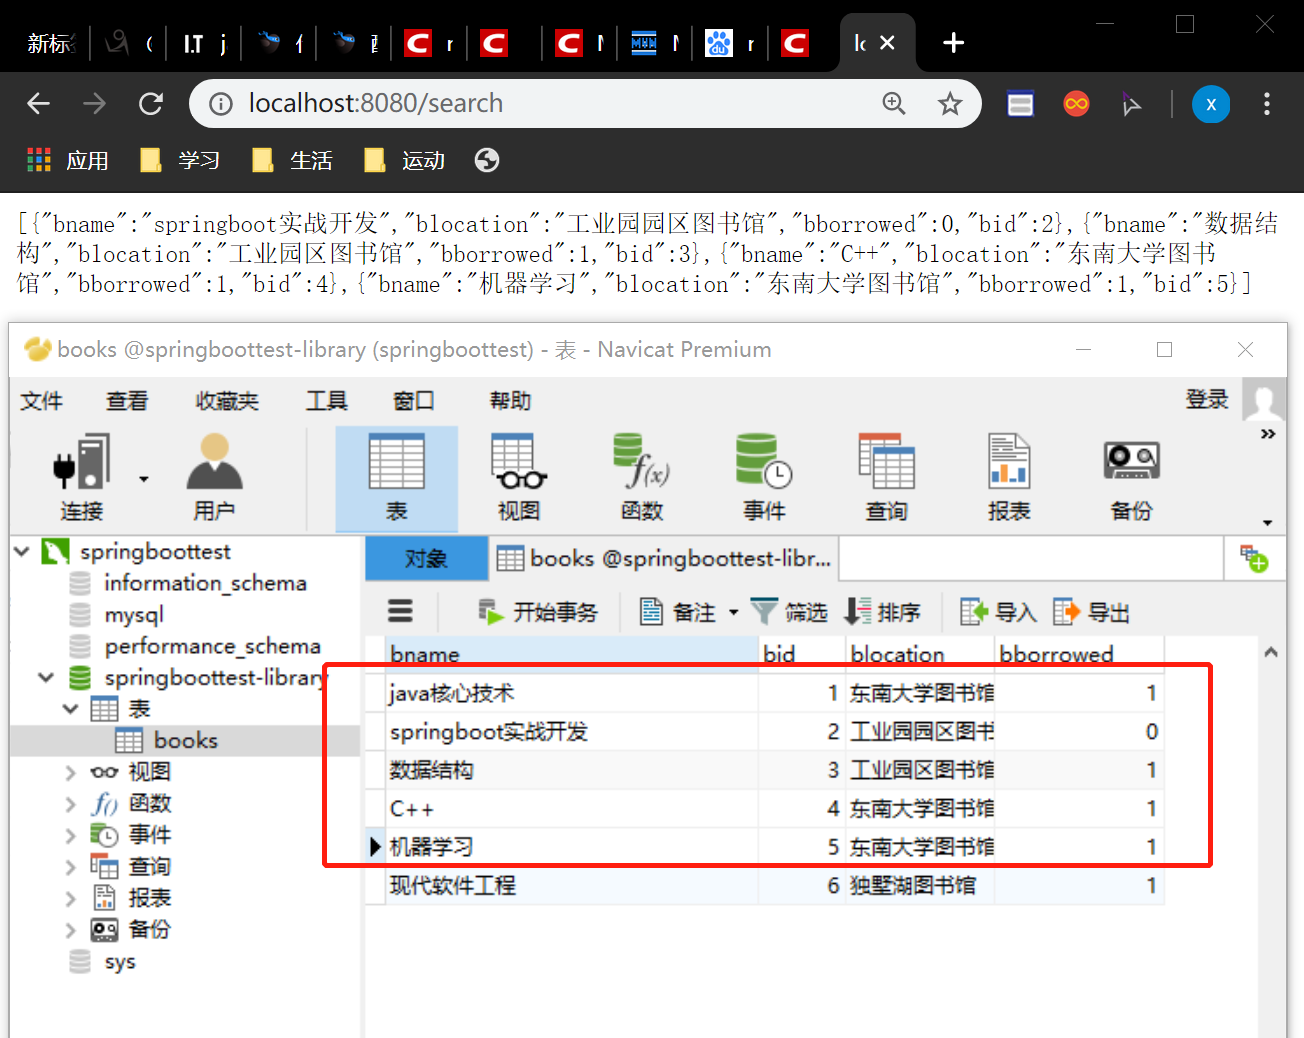 新标
I.T
localhost:8080/search
x
应用 学习 生活 运动
[{"bname":"springboot实战开发","blocation":"工业园园区图书馆","bborrowed":0,"bid":2},{"bname":"数据结
构","blocation":"工业园区图书馆","bborrowed":1,"bid":3},{"bname":"C++","blocation":"东南大学图书
馆","bborrowed":1,"bid":4},{"bname":"机器学习","blocation":"东南大学图书馆","bborrowed":1,"bid":5}]
books @springboottest-library (springboottest) - 表 - Navicat Premium
文件 查看 收藏夹 工具 窗口 帮助 登录
连接 用户 表 视图 函数 事件 查询 报表 备份
springboottest
information_schema
mysql
performance_schema
springboottest-library
表
books
视图
函数
事件
查询
报表
备份
sys
对象 books @springboottest-libr...
开始事务 备注 筛选 排序 导入 导出
bname bid blocation bborrowed
java核心技术 1 东南大学图书馆 1
springboot实战开发 2 工业园园区图书 0
数据结构 3 工业园区图书馆 1
C++ 4 东南大学图书馆 1
机器学习 5 东南大学图书馆 1
现代软件工程 6 独墅湖图书馆 1